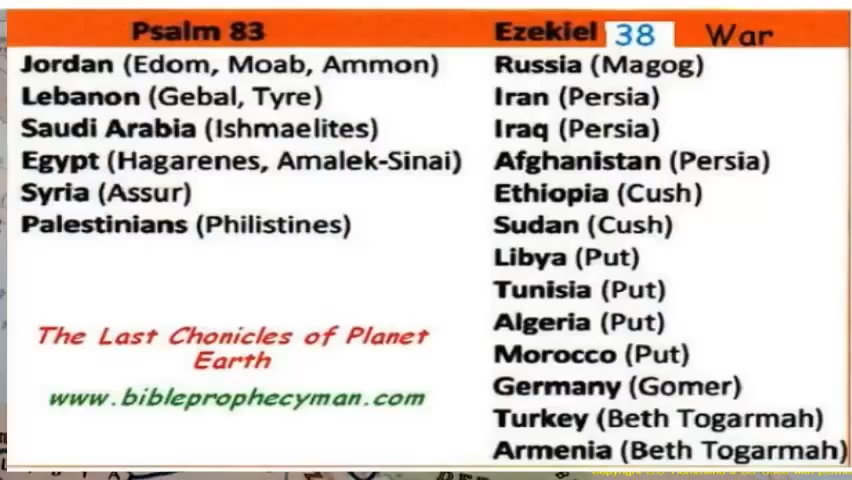 Psalm 83
Jordan (Edom, Moab, Ammon)
Lebanon (Gebal, Tyre)
Saudi Arabia (Ishmaelites)
Egypt (Hagarenes, Amalek-Sinai)
Syria (Assur)
Palestinians (Philistines)
The Last Chonicles of Planet
Earth
www.bibleprophecyman.com
Ezekiel 38 War
Russia (Magog)
Iran (Persia)
Iraq (Persia)
Afghanistan (Persia)
Ethiopia (Cush)
Sudan (Cush)
Libya (Put)
Tunisia (Put)
Algeria (Put)
Morocco (Put)
Germany (Gomer)
Turkey (Beth Togarmah)
Armenia (Beth Togarmah)